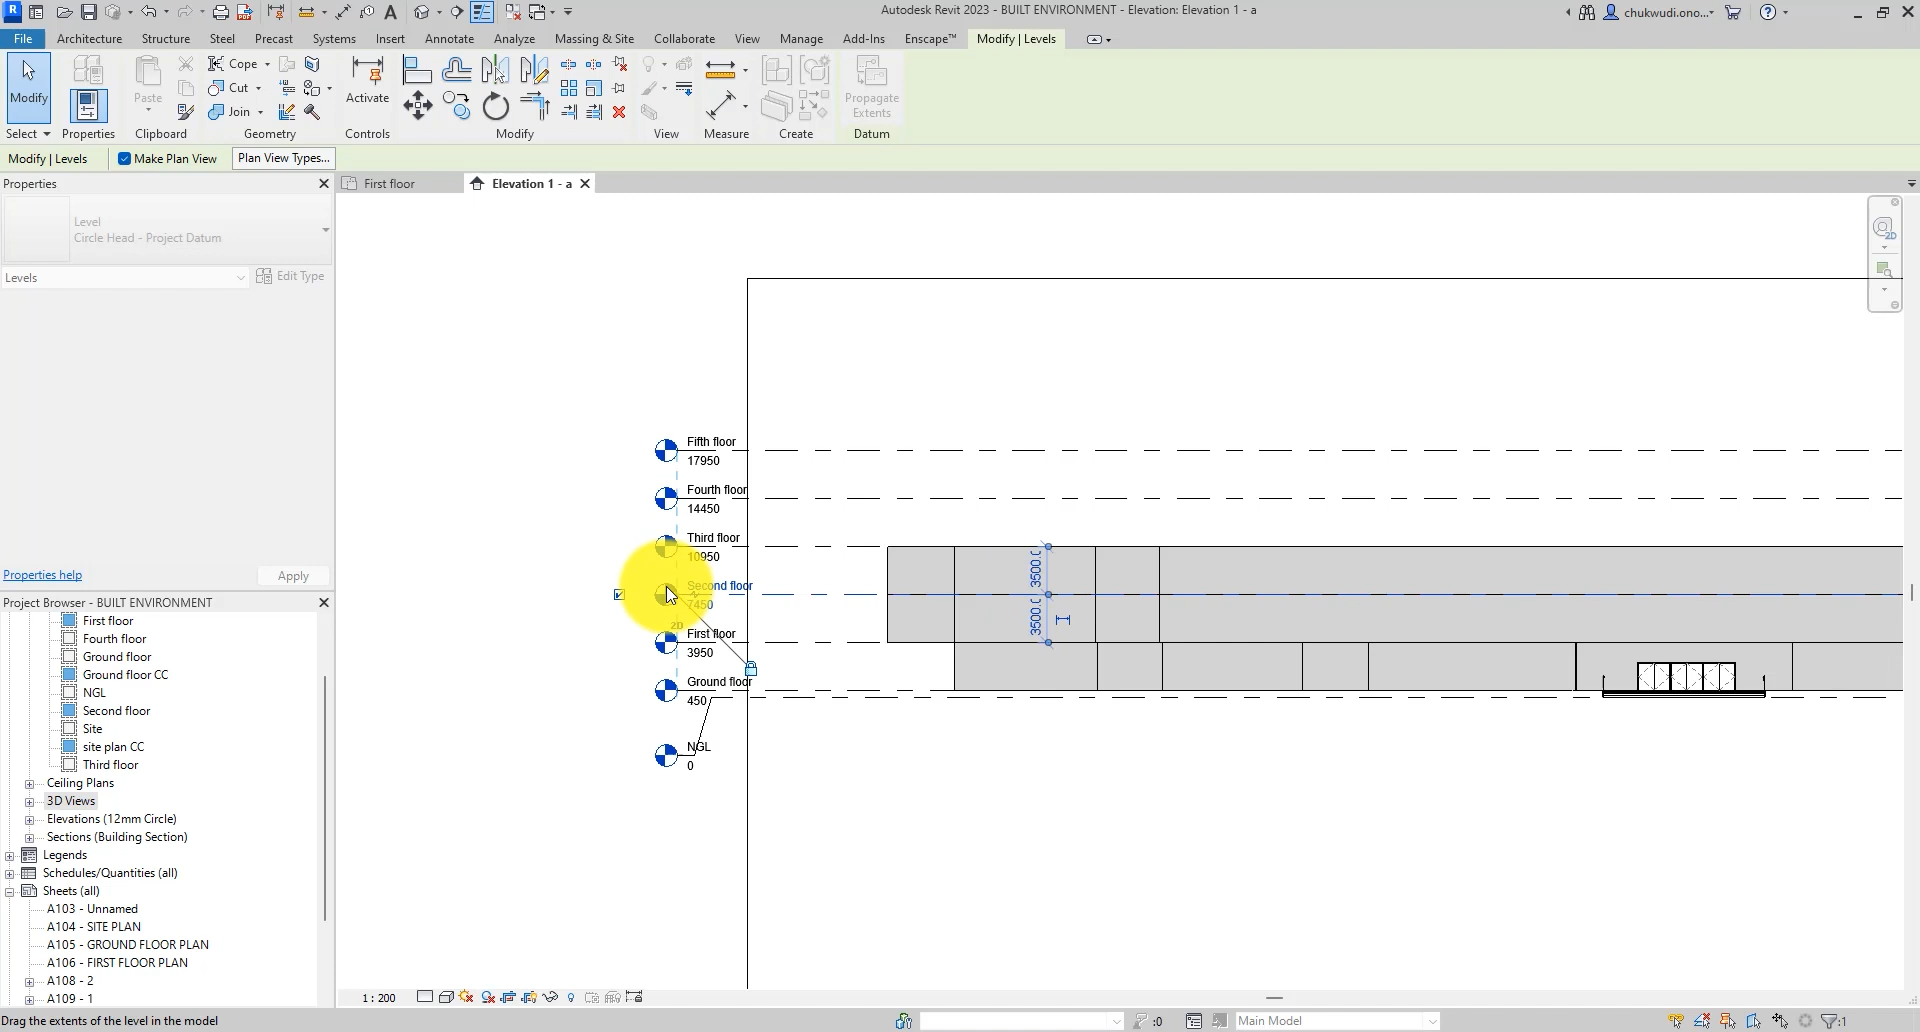 Autodesk Revit 2023 - BUILT ENVIRONMENT - Elevation: Elevation 1 - a
chukwudi.ono...
File Architecture Structure Steel Precast Systems Insert Annotate Analyze Massing & Site Collaborate View Manage Add-Ins Enscape™ Modify | Levels
Modify
Paste
Cope
Cut
Join
Activate
Propagate
Extents
Select Properties Clipboard Geometry Controls Modify View Measure Create Datum
Modify | Levels Make Plan View Plan View Types...
Properties
First floor
Elevation 1 - a
Level
Circle Head - Project Datum
Levels
Edit Type
2D
Fifth floor
17950
Fourth floor
14450
Third floor
10950
Second floor
7450
2D
First floor
3950
Ground floor
450
NGL
0
3500.0
3500.0
Properties help
Apply
Project Browser - BUILT ENVIRONMENT
First floor
Fourth floor
Ground floor
Ground floor CC
NGL
Second floor
Site
site plan CC
Third floor
Ceiling Plans
3D Views
Elevations (12mm Circle)
Sections (Building Section)
Legends
Schedules/Quantities (all)
Sheets (all)
A103 - Unnamed
A104 - SITE PLAN
A105 - GROUND FLOOR PLAN
A106 - FIRST FLOOR PLAN
A108 - 2
A109 - 1
1 : 200
Drag the extents of the level in the model
:0
Main Model
:1